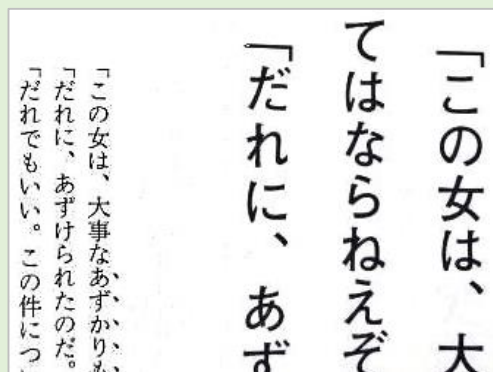 「この女は、大
てはならねえぞ
「だれに、あず
「この女は、大事なあずかりも
「だれに、あずけられたのだ。
「だれでもいい。この件につ